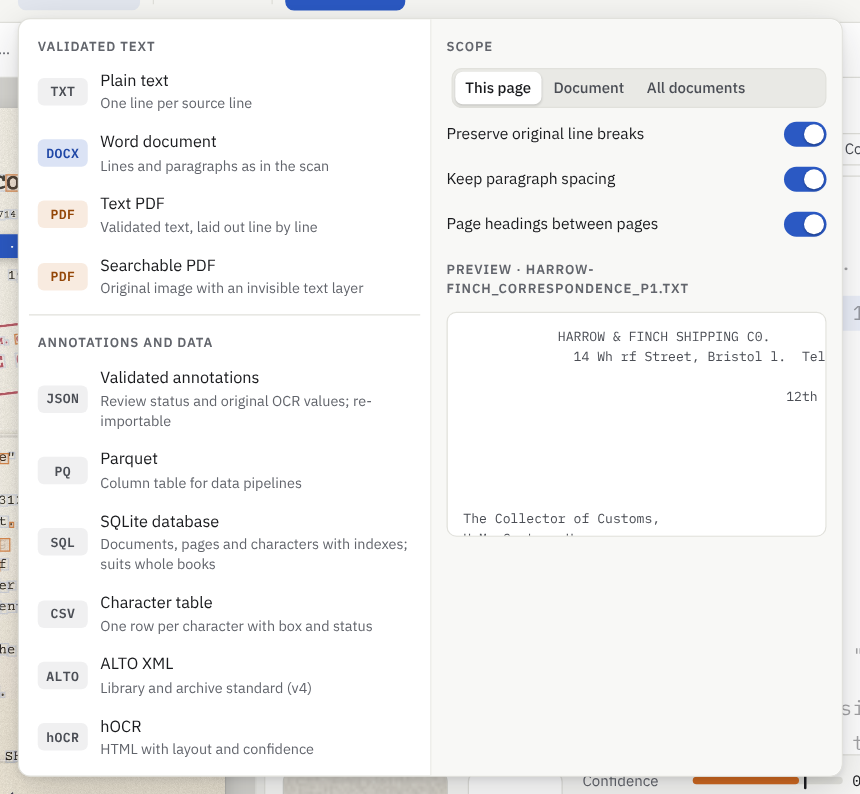 VALIDATED TEXT
TXT
Plain text
One line per source line
DOCX
Word document
Lines and paragraphs as in the scan
PDF
Text PDF
Validated text, laid out line by line
PDF
Searchable PDF
Original image with an invisible text layer
ANNOTATIONS AND DATA
JSON
Validated annotations
Review status and original OCR values; re-
importable
PQ
Parquet
Column table for data pipelines
SQL
SQLite database
Documents, pages and characters with indexes;
suits whole books
CSV
Character table
One row per character with box and status
ALTO
ALTO XML
Library and archive standard (v4)
hOCR
hOCR
HTML with layout and confidence
SCOPE
This page Document All documents
Preserve original line breaks
Keep paragraph spacing
Page headings between pages
PREVIEW · HARROW-
FINCH_CORRESPONDENCE_P1.TXT
HARROW & FINCH SHIPPING C0.
14 Wh rf Street, Bristol l. Tel
12th
The Collector of Customs,
Confidence